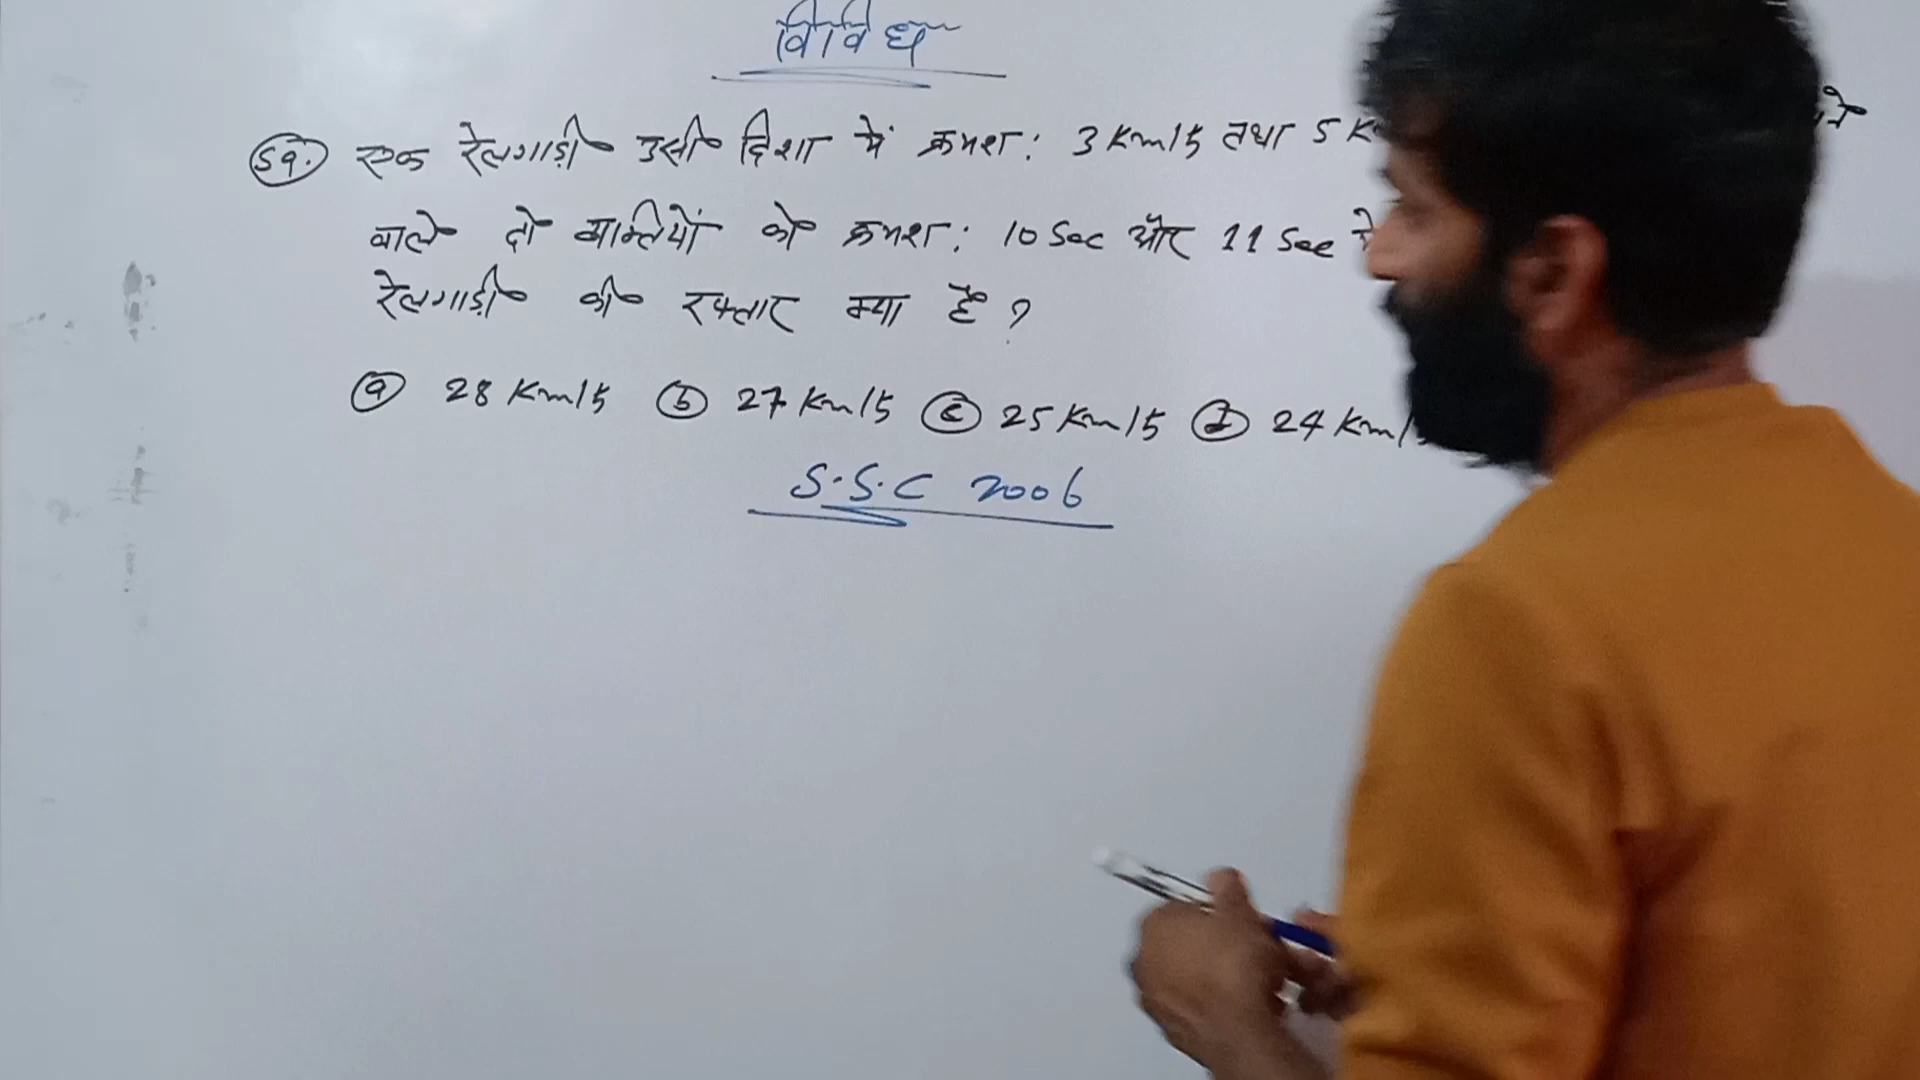 विविध
59. एक रेलगाड़ी उसी दिशा में क्रमश: 3 Km/घ तथा 5 K ने
वाले दो व्यक्तियों को क्रमश: 10 Sec और 11 Sec
रेलगाड़ी की रफ्तार क्या है ?
(a) 28 Km/घ (b) 27 Km/घ (c) 25 Km/घ (d) 24 Km/
S.S.C 2006